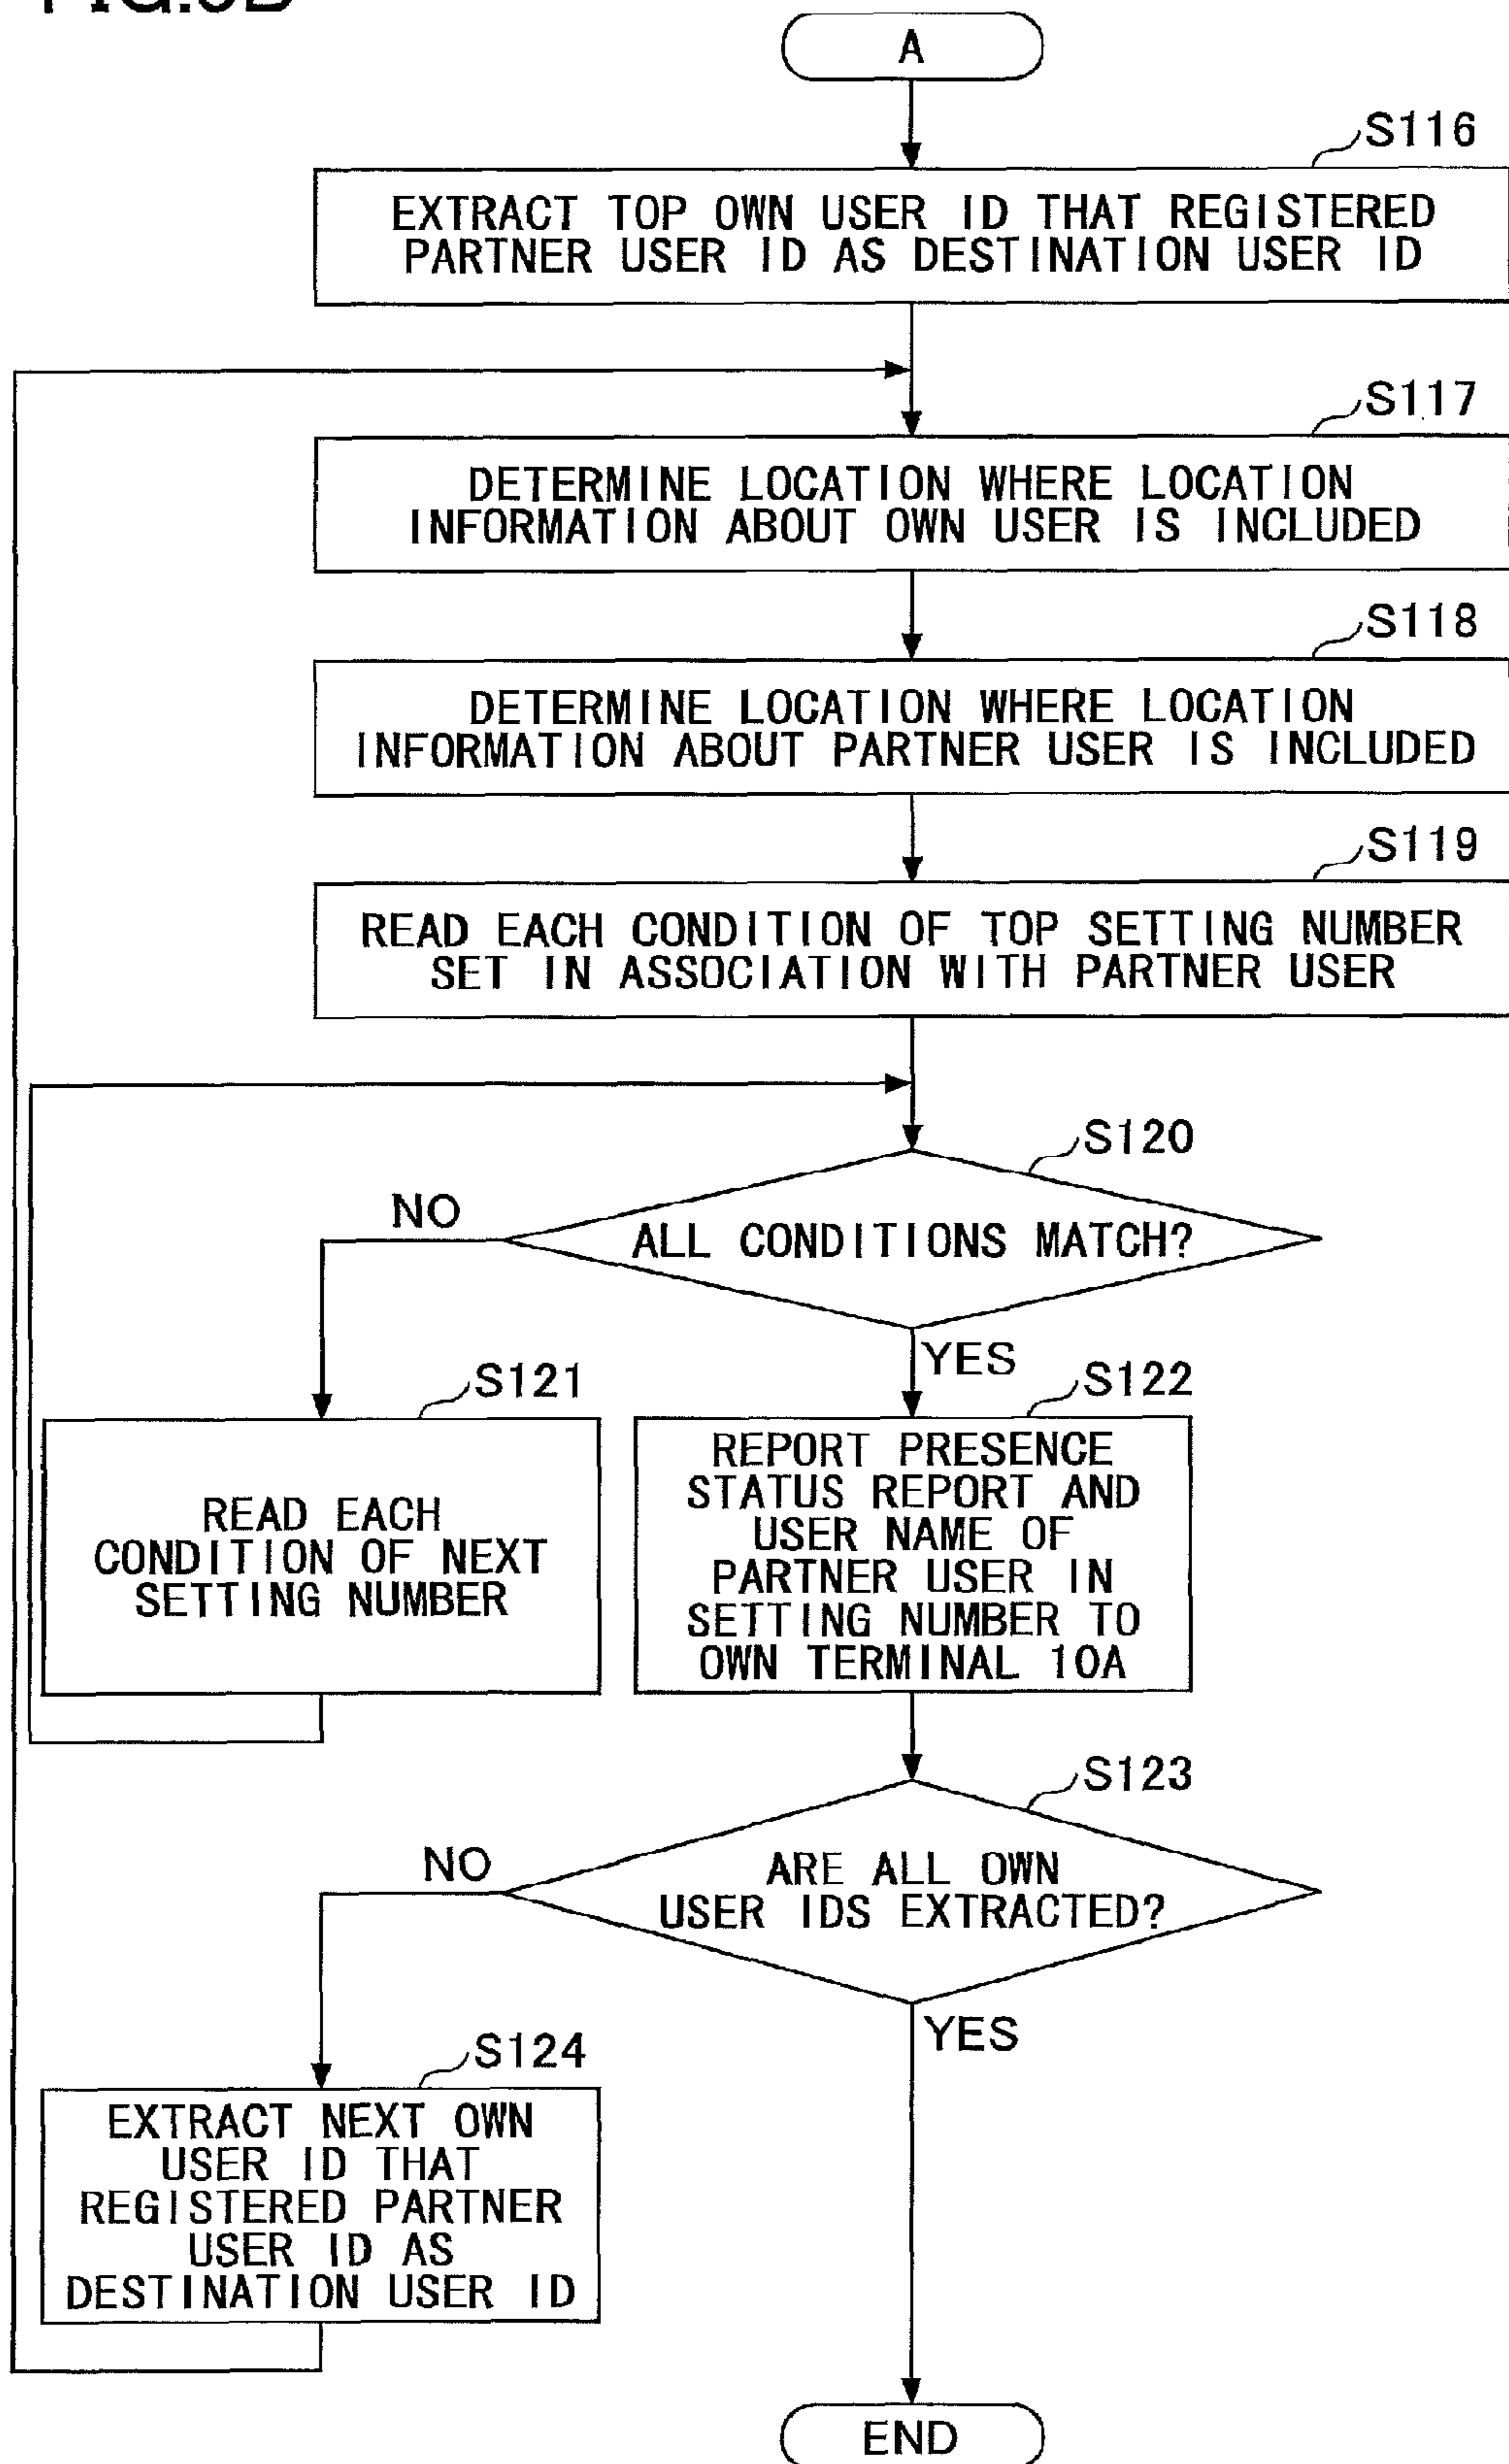 A
S116
EXTRACT TOP OWN USER ID THAT REGISTERED
PARTNER USER ID AS DESTINATION USER ID
S117
DETERMINE LOCATION WHERE LOCATION
INFORMATION ABOUT OWN USER IS INCLUDED
S118
DETERMINE LOCATION WHERE LOCATION
INFORMATION ABOUT PARTNER USER IS INCLUDED
S119
READ EACH CONDITION OF TOP SETTING NUMBER
SET IN ASSOCIATION WITH PARTNER USER
S120
NO
ALL CONDITIONS MATCH?
YES
S121
READ EACH
CONDITION OF NEXT
SETTING NUMBER
S122
REPORT PRESENCE
STATUS REPORT AND
USER NAME OF
PARTNER USER IN
SETTING NUMBER TO
OWN TERMINAL 10A
S123
NO
ARE ALL OWN
USER IDS EXTRACTED?
YES
S124
EXTRACT NEXT OWN
USER ID THAT
REGISTERED PARTNER
USER ID AS
DESTINATION USER ID
END